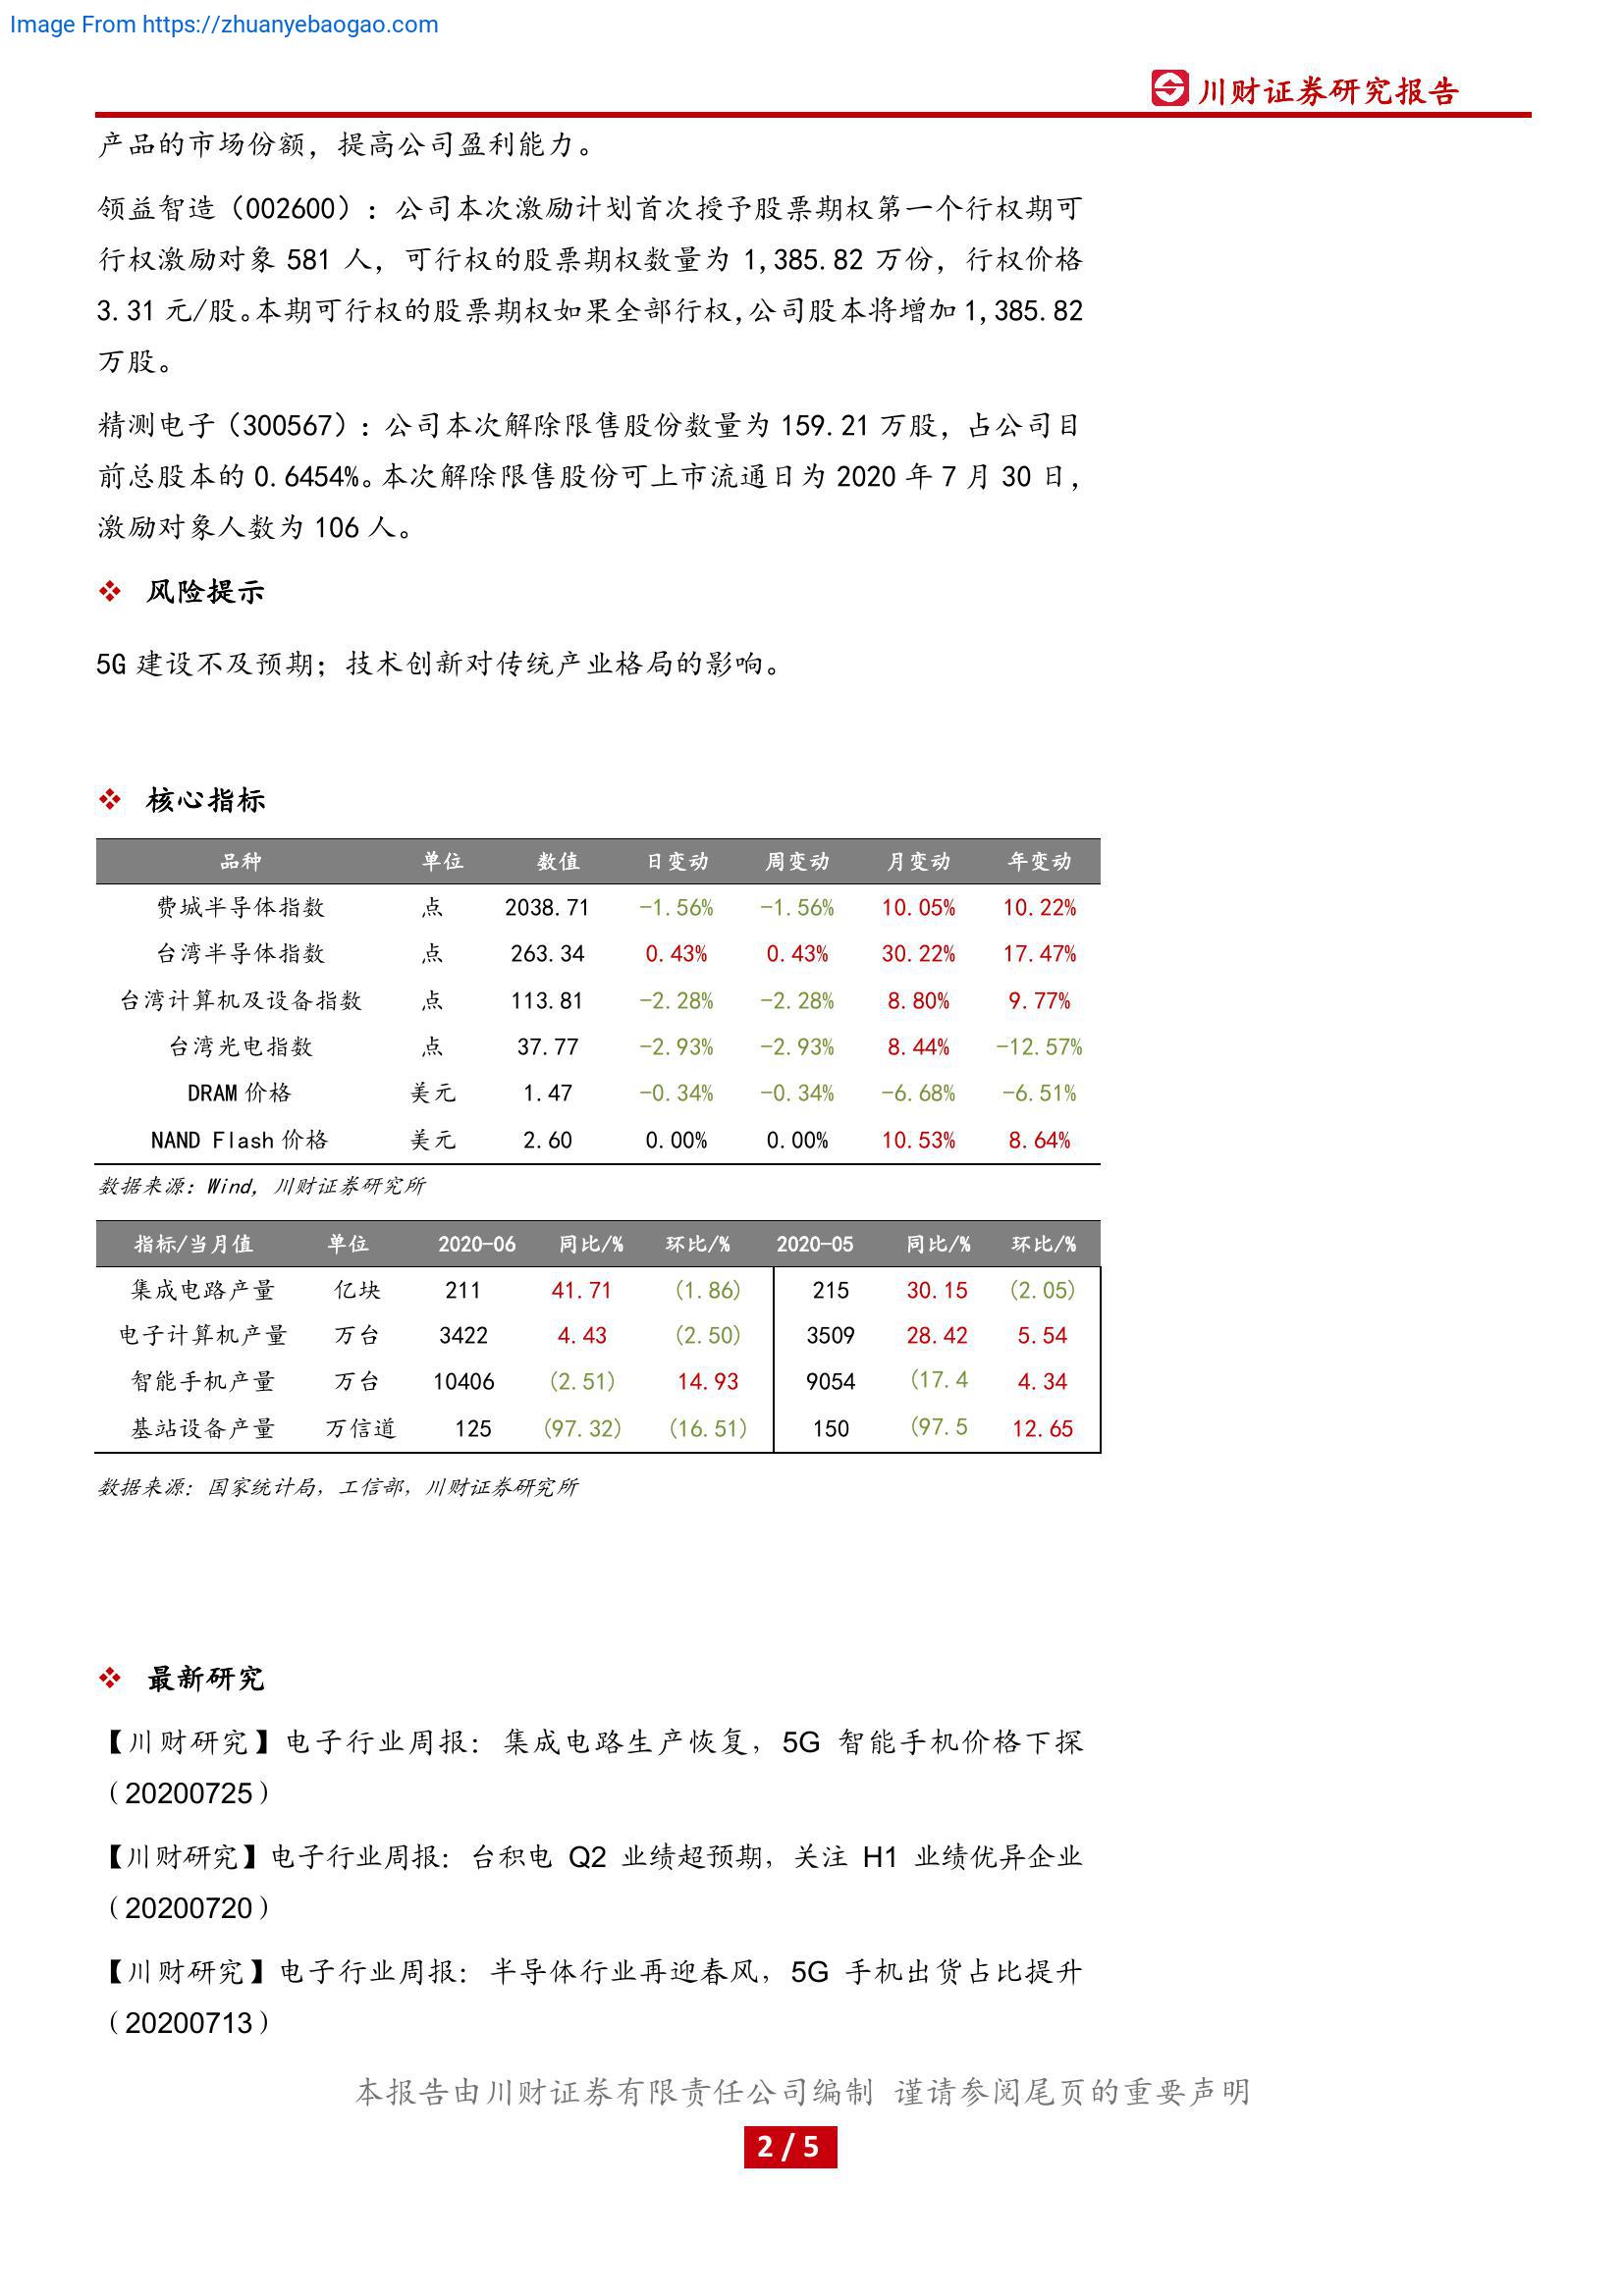 Image From https://zhuanyebaogao.com
川财证券研究报告
产品的市场份额，提高公司盈利能力。
领益智造（002600）：公司本次激励计划首次授予股票期权第一个行权期可
行权激励对象 581 人，可行权的股票期权数量为 1,385.82 万份，行权价格
3.31 元/股。本期可行权的股票期权如果全部行权，公司股本将增加 1,385.82
万股。
精测电子（300567）：公司本次解除限售股份数量为 159.21 万股，占公司目
前总股本的 0.6454%。本次解除限售股份可上市流通日为 2020 年 7 月 30 日，
激励对象人数为 106 人。
❖ 风险提示
5G 建设不及预期；技术创新对传统产业格局的影响。
❖ 核心指标
品种 单位 数值 日变动 周变动 月变动 年变动
费城半导体指数 点 2038.71 -1.56% -1.56% 10.05% 10.22%
台湾半导体指数 点 263.34 0.43% 0.43% 30.22% 17.47%
台湾计算机及设备指数 点 113.81 -2.28% -2.28% 8.80% 9.77%
台湾光电指数 点 37.77 -2.93% -2.93% 8.44% -12.57%
DRAM 价格 美元 1.47 -0.34% -0.34% -6.68% -6.51%
NAND Flash 价格 美元 2.60 0.00% 0.00% 10.53% 8.64%
数据来源：Wind，川财证券研究所
指标/当月值 单位 2020-06 同比/% 环比/% 2020-05 同比/% 环比/%
集成电路产量 亿块 211 41.71 (1.86) 215 30.15 (2.05)
电子计算机产量 万台 3422 4.43 (2.50) 3509 28.42 5.54
智能手机产量 万台 10406 (2.51) 14.93 9054 (17.4 4.34
基站设备产量 万信道 125 (97.32) (16.51) 150 (97.5 12.65
数据来源：国家统计局，工信部，川财证券研究所
❖ 最新研究
【川财研究】电子行业周报：集成电路生产恢复，5G 智能手机价格下探
（20200725）
【川财研究】电子行业周报：台积电 Q2 业绩超预期，关注 H1 业绩优异企业
（20200720）
【川财研究】电子行业周报：半导体行业再迎春风，5G 手机出货占比提升
（20200713）
本报告由川财证券有限责任公司编制 谨请参阅尾页的重要声明
2 / 5